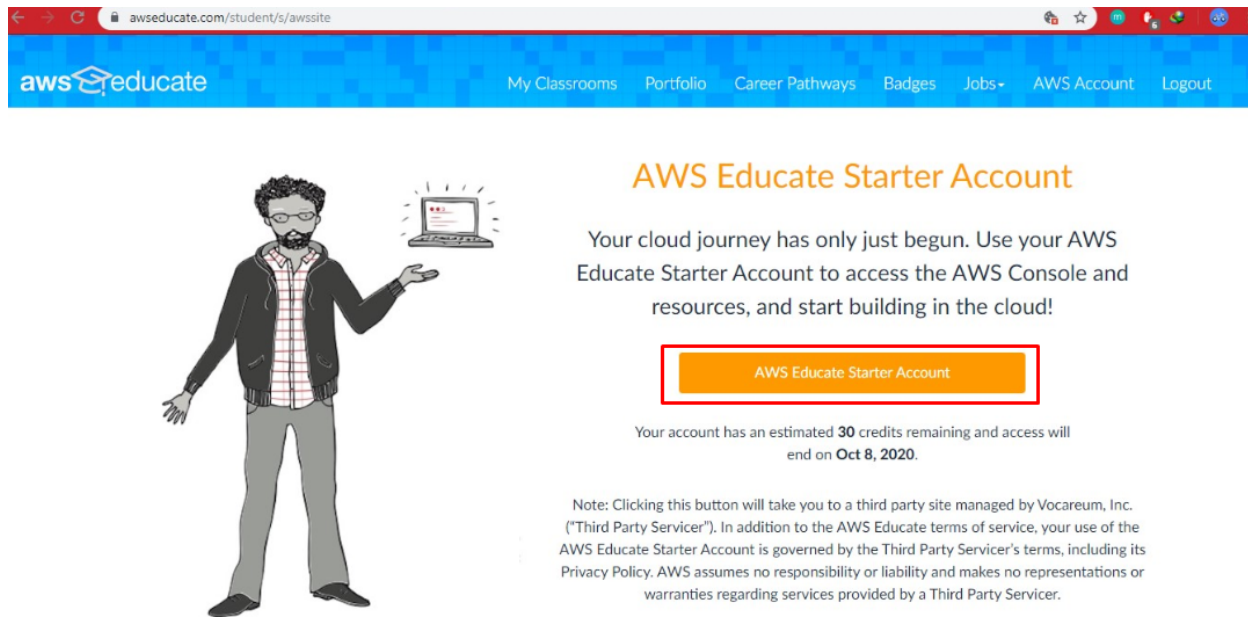 awseducate.com/student/s/awssite
aws educate
My Classrooms Portfolio Career Pathways Badges Jobs AWS Account Logout
AWS Educate Starter Account
Your cloud journey has only just begun. Use your AWS
Educate Starter Account to access the AWS Console and
resources, and start building in the cloud!
AWS Educate Starter Account
Your account has an estimated 30 credits remaining and access will
end on Oct 8, 2020.
Note: Clicking this button will take you to a third party site managed by Vocareum, Inc.
("Third Party Servicer"). In addition to the AWS Educate terms of service, your use of the
AWS Educate Starter Account is governed by the Third Party Servicer's terms, including its
Privacy Policy. AWS assumes no responsibility or liability and makes no representations or
warranties regarding services provided by a Third Party Servicer.